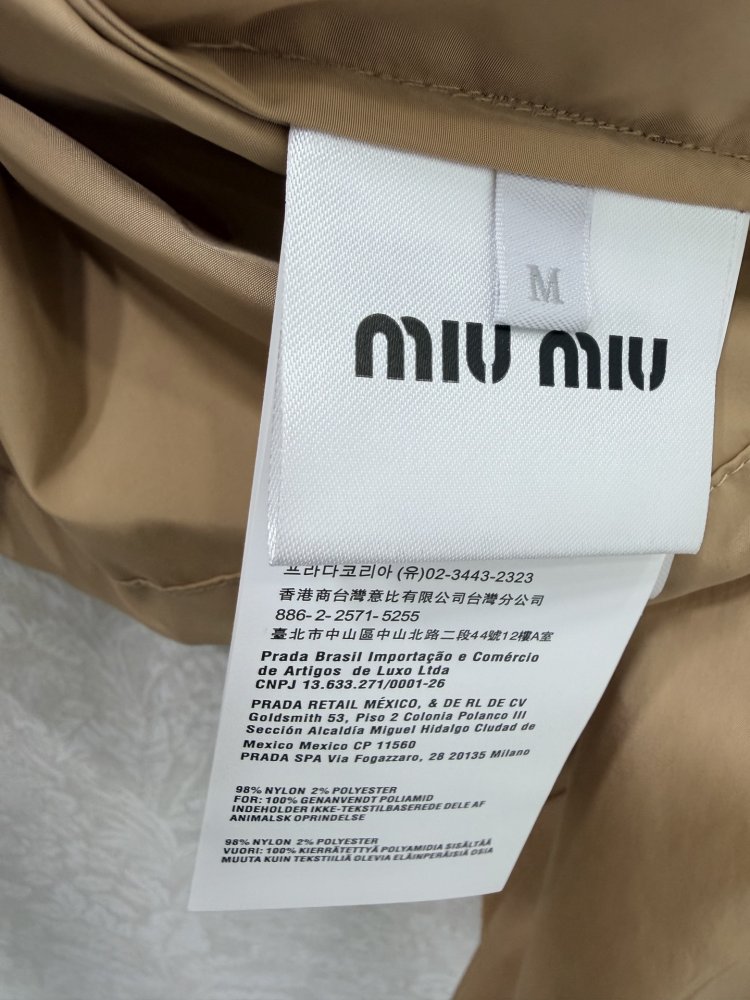 M
miu miu
프라다코리아 (유)02-3443-2323
香港商台灣意比有限公司台灣分公司
886-2-2571-5255
臺北市中山區中山北路二段44號12樓A室
Prada Brasil Importação e Comércio
de Artigos de Luxo Ltda
CNPJ 13.633.271/0001-26
PRADA RETAIL MÉXICO, & DE RL DE CV
Goldsmith 53, Piso 2 Colonia Polanco III
Sección Alcaldía Miguel Hidalgo Ciudad de
Mexico Mexico CP 11560
PRADA SPA Via Fogazzaro, 28 20135 Milano
98% NYLON 2% POLYESTER
FOR: 100% GENANVENDT POLIAMID
INDEHOLDER IKKE-TEKSTILBASEREDE DELE AF
ANIMALSK OPRINDELSE
98% NYLON 2% POLYESTER
VUORI: 100% KIERRÄTETTYÄ POLYAMIDIA SISÄLTÄÄ
MUUTA KUIN TEKSTIILIÄ OLEVIA ELÄINPERÄISIÄ OSIA